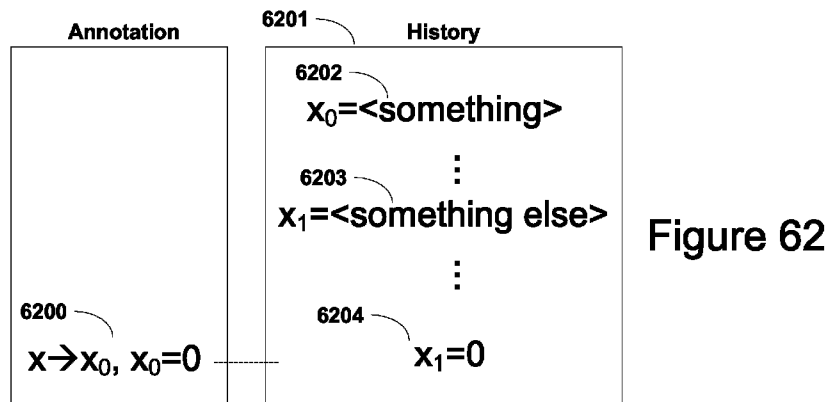 Annotation
6201
History
6202
x₀=<something>
⋮
6203
x₁=<something else>
⋮
Figure 62
6200
x→x₀, x₀=0
6204
x₁=0